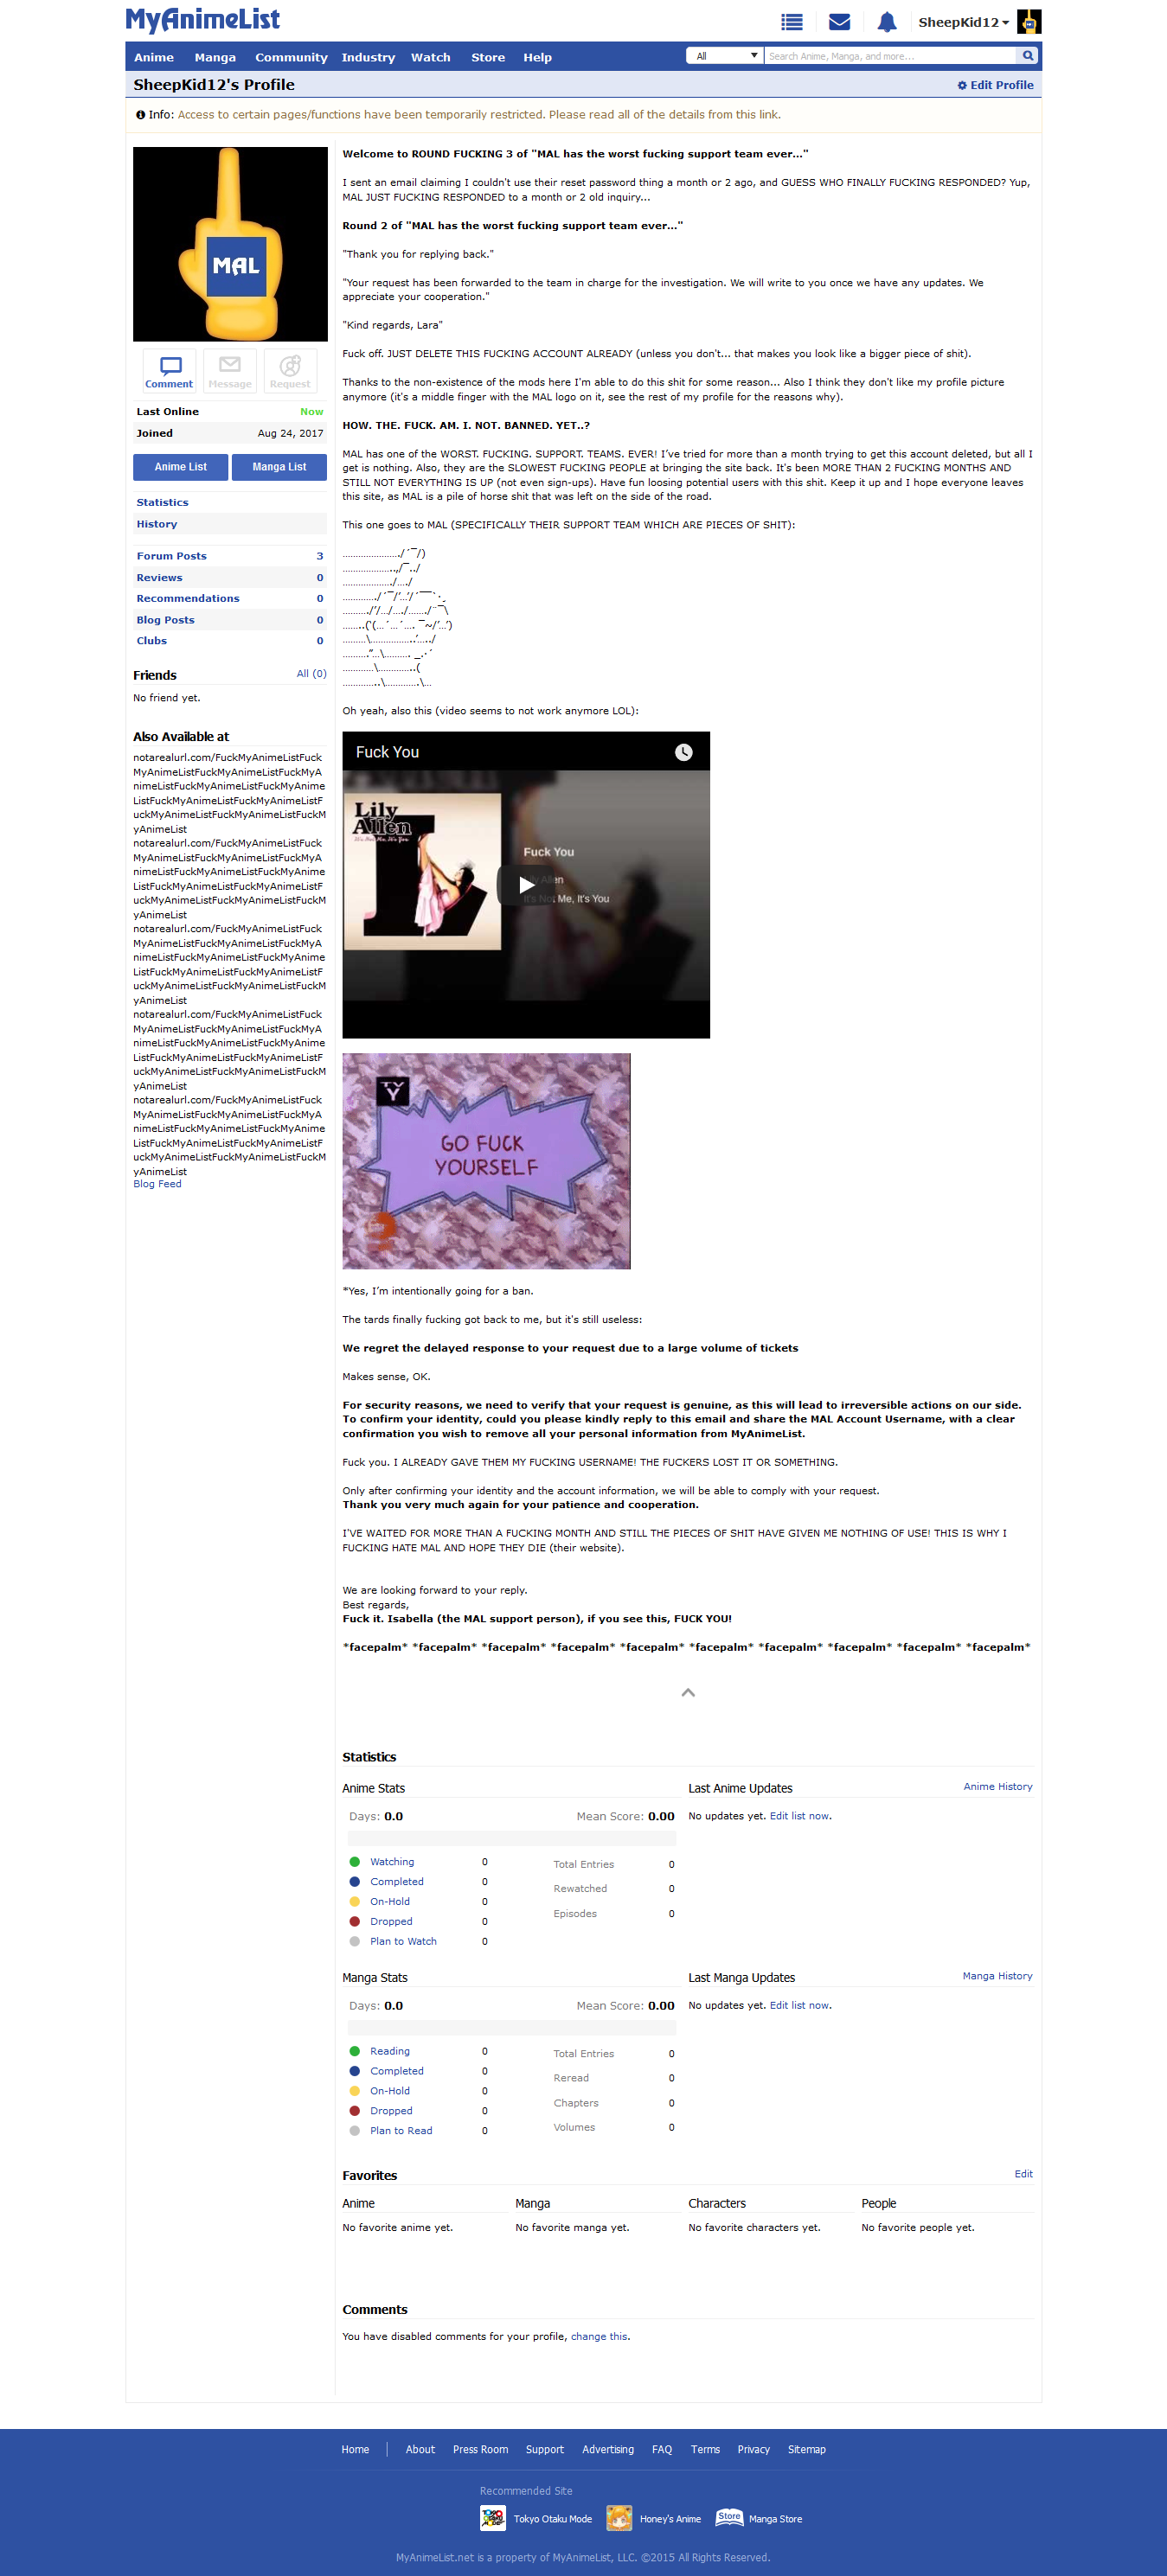 MyAnimeList
SheepKid12
Anime Manga Community Industry Watch Store Help
All
Search Anime, Manga, and more...
SheepKid12's Profile
Edit Profile
Info: Access to certain pages/functions have been temporarily restricted. Please read all of the details from this link.
MAL
Comment
Message
Request
Last Online Now
Joined Aug 24, 2017
Anime List
Manga List
Statistics
History
Forum Posts 3
Reviews 0
Recommendations 0
Blog Posts 0
Clubs 0
Friends All (0)
No friend yet.
Also Available at
notarealurl.com/FuckMyAnimeListFuck
MyAnimeListFuckMyAnimeListFuckMyA
nimeListFuckMyAnimeListFuckMyAnime
ListFuckMyAnimeListFuckMyAnimeListF
uckMyAnimeListFuckMyAnimeListFuckM
yAnimeList
notarealurl.com/FuckMyAnimeListFuck
MyAnimeListFuckMyAnimeListFuckMyA
nimeListFuckMyAnimeListFuckMyAnime
ListFuckMyAnimeListFuckMyAnimeListF
uckMyAnimeListFuckMyAnimeListFuckM
yAnimeList
notarealurl.com/FuckMyAnimeListFuck
MyAnimeListFuckMyAnimeListFuckMyA
nimeListFuckMyAnimeListFuckMyAnime
ListFuckMyAnimeListFuckMyAnimeListF
uckMyAnimeListFuckMyAnimeListFuckM
yAnimeList
notarealurl.com/FuckMyAnimeListFuck
MyAnimeListFuckMyAnimeListFuckMyA
nimeListFuckMyAnimeListFuckMyAnime
ListFuckMyAnimeListFuckMyAnimeListF
uckMyAnimeListFuckMyAnimeListFuckM
yAnimeList
notarealurl.com/FuckMyAnimeListFuck
MyAnimeListFuckMyAnimeListFuckMyA
nimeListFuckMyAnimeListFuckMyAnime
ListFuckMyAnimeListFuckMyAnimeListF
uckMyAnimeListFuckMyAnimeListFuckM
yAnimeList
Blog Feed
Welcome to ROUND FUCKING 3 of "MAL has the worst fucking support team ever..."
I sent an email claiming I couldn't use their reset password thing a month or 2 ago, and GUESS WHO FINALLY FUCKING RESPONDED? Yup,
MAL JUST FUCKING RESPONDED to a month or 2 old inquiry...
Round 2 of "MAL has the worst fucking support team ever..."
"Thank you for replying back."
"Your request has been forwarded to the team in charge for the investigation. We will write to you once we have any updates. We
appreciate your cooperation."
"Kind regards, Lara"
Fuck off. JUST DELETE THIS FUCKING ACCOUNT ALREADY (unless you don't... that makes you look like a bigger piece of shit).
Thanks to the non-existence of the mods here I'm able to do this shit for some reason... Also I think they don't like my profile picture
anymore (it's a middle finger with the MAL logo on it, see the rest of my profile for the reasons why).
HOW. THE. FUCK. AM. I. NOT. BANNED. YET..?
MAL has one of the WORST. FUCKING. SUPPORT. TEAMS. EVER! I've tried for more than a month trying to get this account deleted, but all I
get is nothing. Also, they are the SLOWEST FUCKING PEOPLE at bringing the site back. It's been MORE THAN 2 FUCKING MONTHS AND
STILL NOT EVERYTHING IS UP (not even sign-ups). Have fun loosing potential users with this shit. Keep it up and I hope everyone leaves
this site, as MAL is a pile of horse shit that was left on the side of the road.
This one goes to MAL (SPECIFICALLY THEIR SUPPORT TEAM WHICH ARE PIECES OF SHIT):
Oh yeah, also this (video seems to not work anymore LOL):
Fuck You
Lily Allen
It's Not Me, It's You
Fuck You
Lily Allen
It's Not Me, It's You
TV Y
GO FUCK
YOURSELF
*Yes, I'm intentionally going for a ban.
The tards finally fucking got back to me, but it's still useless:
We regret the delayed response to your request due to a large volume of tickets
Makes sense, OK.
For security reasons, we need to verify that your request is genuine, as this will lead to irreversible actions on our side.
To confirm your identity, could you please kindly reply to this email and share the MAL Account Username, with a clear
confirmation you wish to remove all your personal information from MyAnimeList.
Fuck you. I ALREADY GAVE THEM MY FUCKING USERNAME! THE FUCKERS LOST IT OR SOMETHING.
Only after confirming your identity and the account information, we will be able to comply with your request.
Thank you very much again for your patience and cooperation.
I'VE WAITED FOR MORE THAN A FUCKING MONTH AND STILL THE PIECES OF SHIT HAVE GIVEN ME NOTHING OF USE! THIS IS WHY I
FUCKING HATE MAL AND HOPE THEY DIE (their website).
We are looking forward to your reply.
Best regards,
Fuck it. Isabella (the MAL support person), if you see this, FUCK YOU!
*facepalm* *facepalm* *facepalm* *facepalm* *facepalm* *facepalm* *facepalm* *facepalm* *facepalm* *facepalm*
Statistics
Anime Stats
Days: 0.0 Mean Score: 0.00
Watching 0
Completed 0
On-Hold 0
Dropped 0
Plan to Watch 0
Total Entries 0
Rewatched 0
Episodes 0
Last Anime Updates Anime History
No updates yet. Edit list now.
Manga Stats
Days: 0.0 Mean Score: 0.00
Reading 0
Completed 0
On-Hold 0
Dropped 0
Plan to Read 0
Total Entries 0
Reread 0
Chapters 0
Volumes 0
Last Manga Updates Manga History
No updates yet. Edit list now.
Favorites Edit
Anime
No favorite anime yet.
Manga
No favorite manga yet.
Characters
No favorite characters yet.
People
No favorite people yet.
Comments
You have disabled comments for your profile, change this.
Home About Press Room Support Advertising FAQ Terms Privacy Sitemap
Recommended Site
Tokyo Otaku Mode Honey's Anime Store Manga Store
MyAnimeList.net is a property of MyAnimeList, LLC. ©2015 All Rights Reserved.